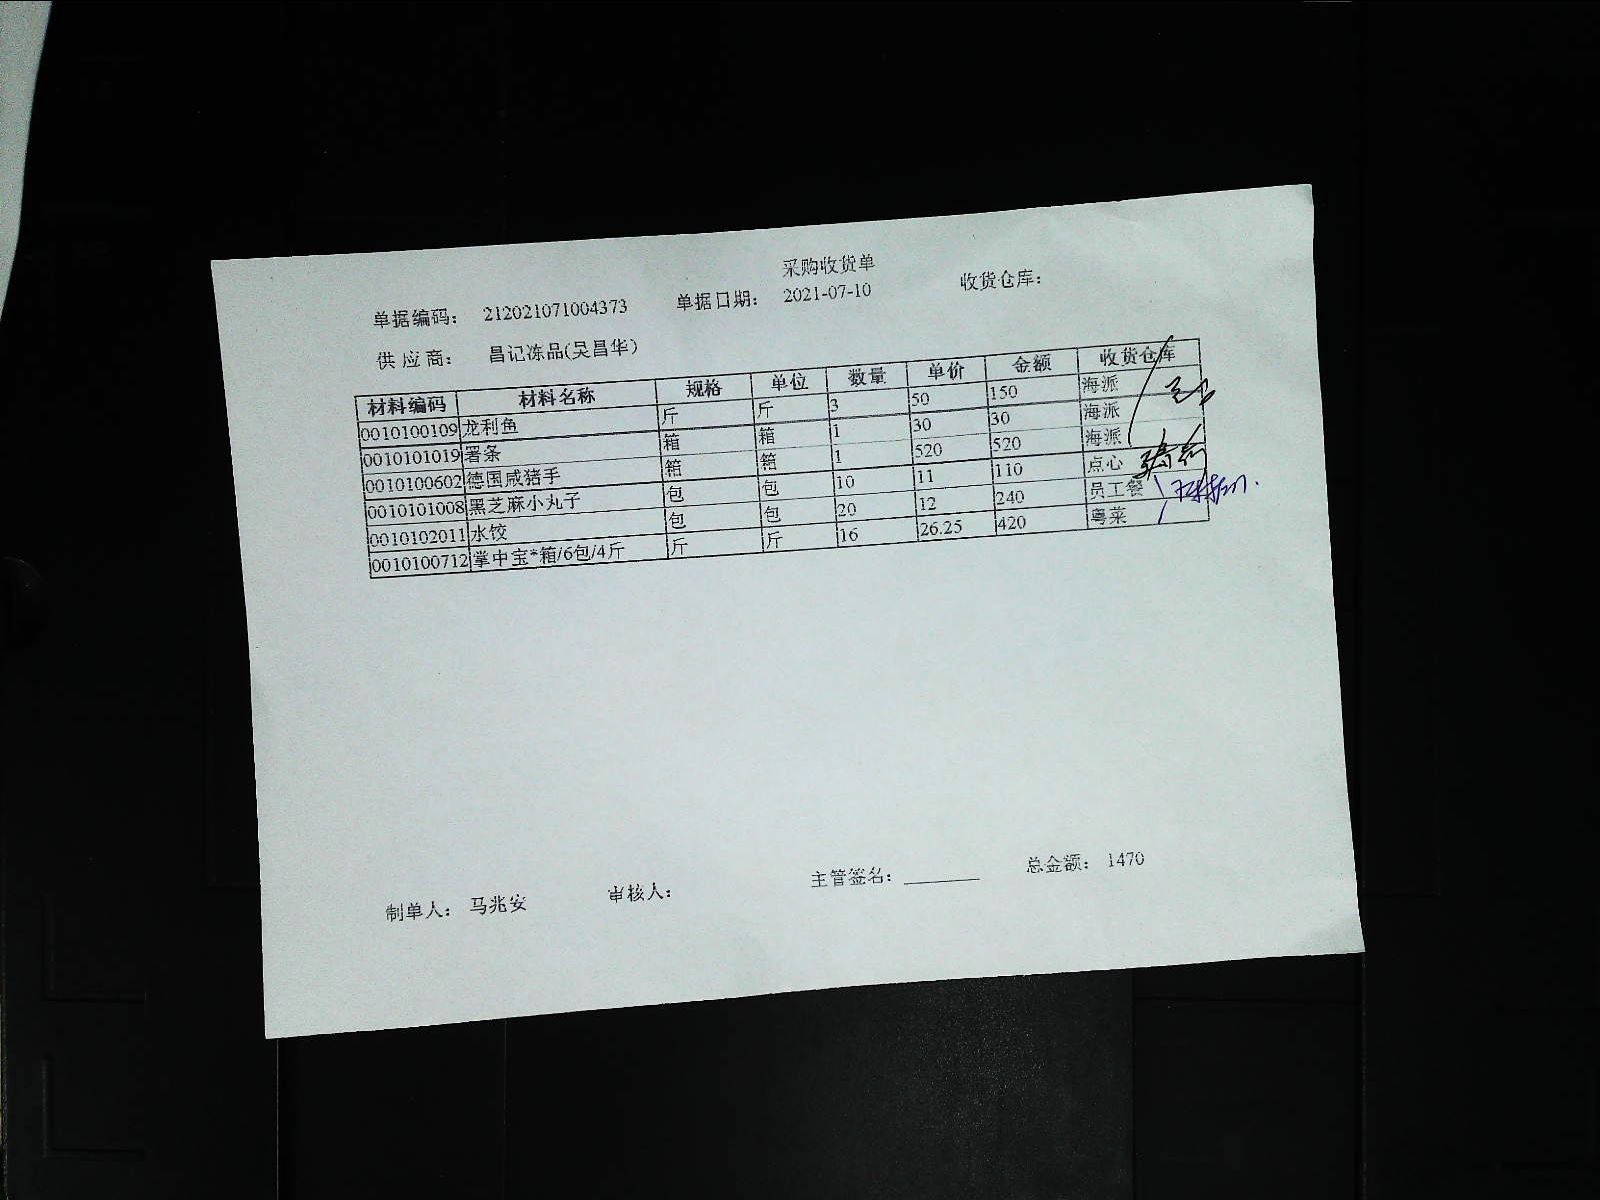 采购收货单
单据编码： 212021071004373 单据日期： 2021-07-10 收货仓库：
供 应 商： 昌记冻品(吴昌华)
材料编码 材料名称 规格 单位 数量 单价 金额 收货仓库
0010100109 龙利鱼 斤 斤 3 50 150 海派
0010101019 薯条 箱 箱 1 30 30 海派
0010100602 德国咸猪手 箱 箱 1 520 520 海派
0010101008 黑芝麻小丸子 包 包 10 11 110 点心
0010102011 水饺 包 包 20 12 240 员工餐
0010100712 掌中宝*箱/6包/4斤 斤 斤 16 26.25 420 粤菜
制单人： 马兆安 审核人： 主管签名： 总金额： 1470